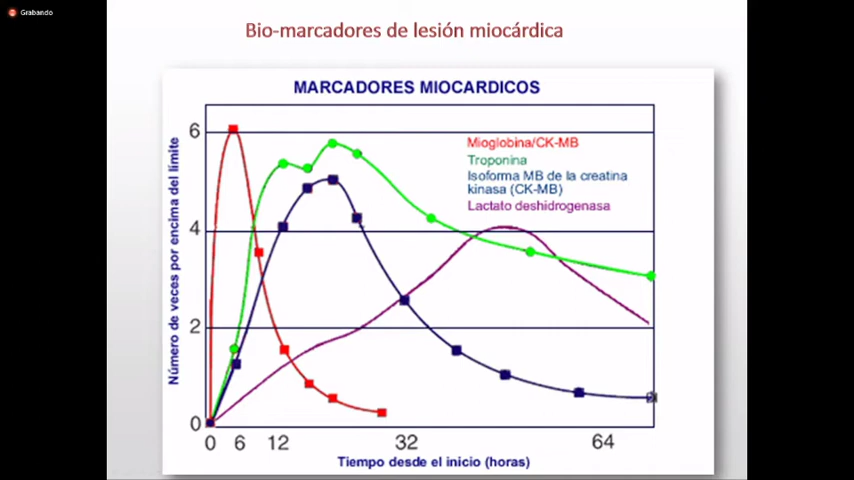 Grabando
Bio-marcadores de lesión miocárdica
MARCADORES MIOCARDICOS
Mioglobina/CK-MB
Troponina
Isoforma MB de la creatina
kinasa (CK-MB)
Lactato deshidrogenasa
Número de veces por encima del limite
6
4
2
0
0 6 12 32 64
Tiempo desde el inicio (horas)